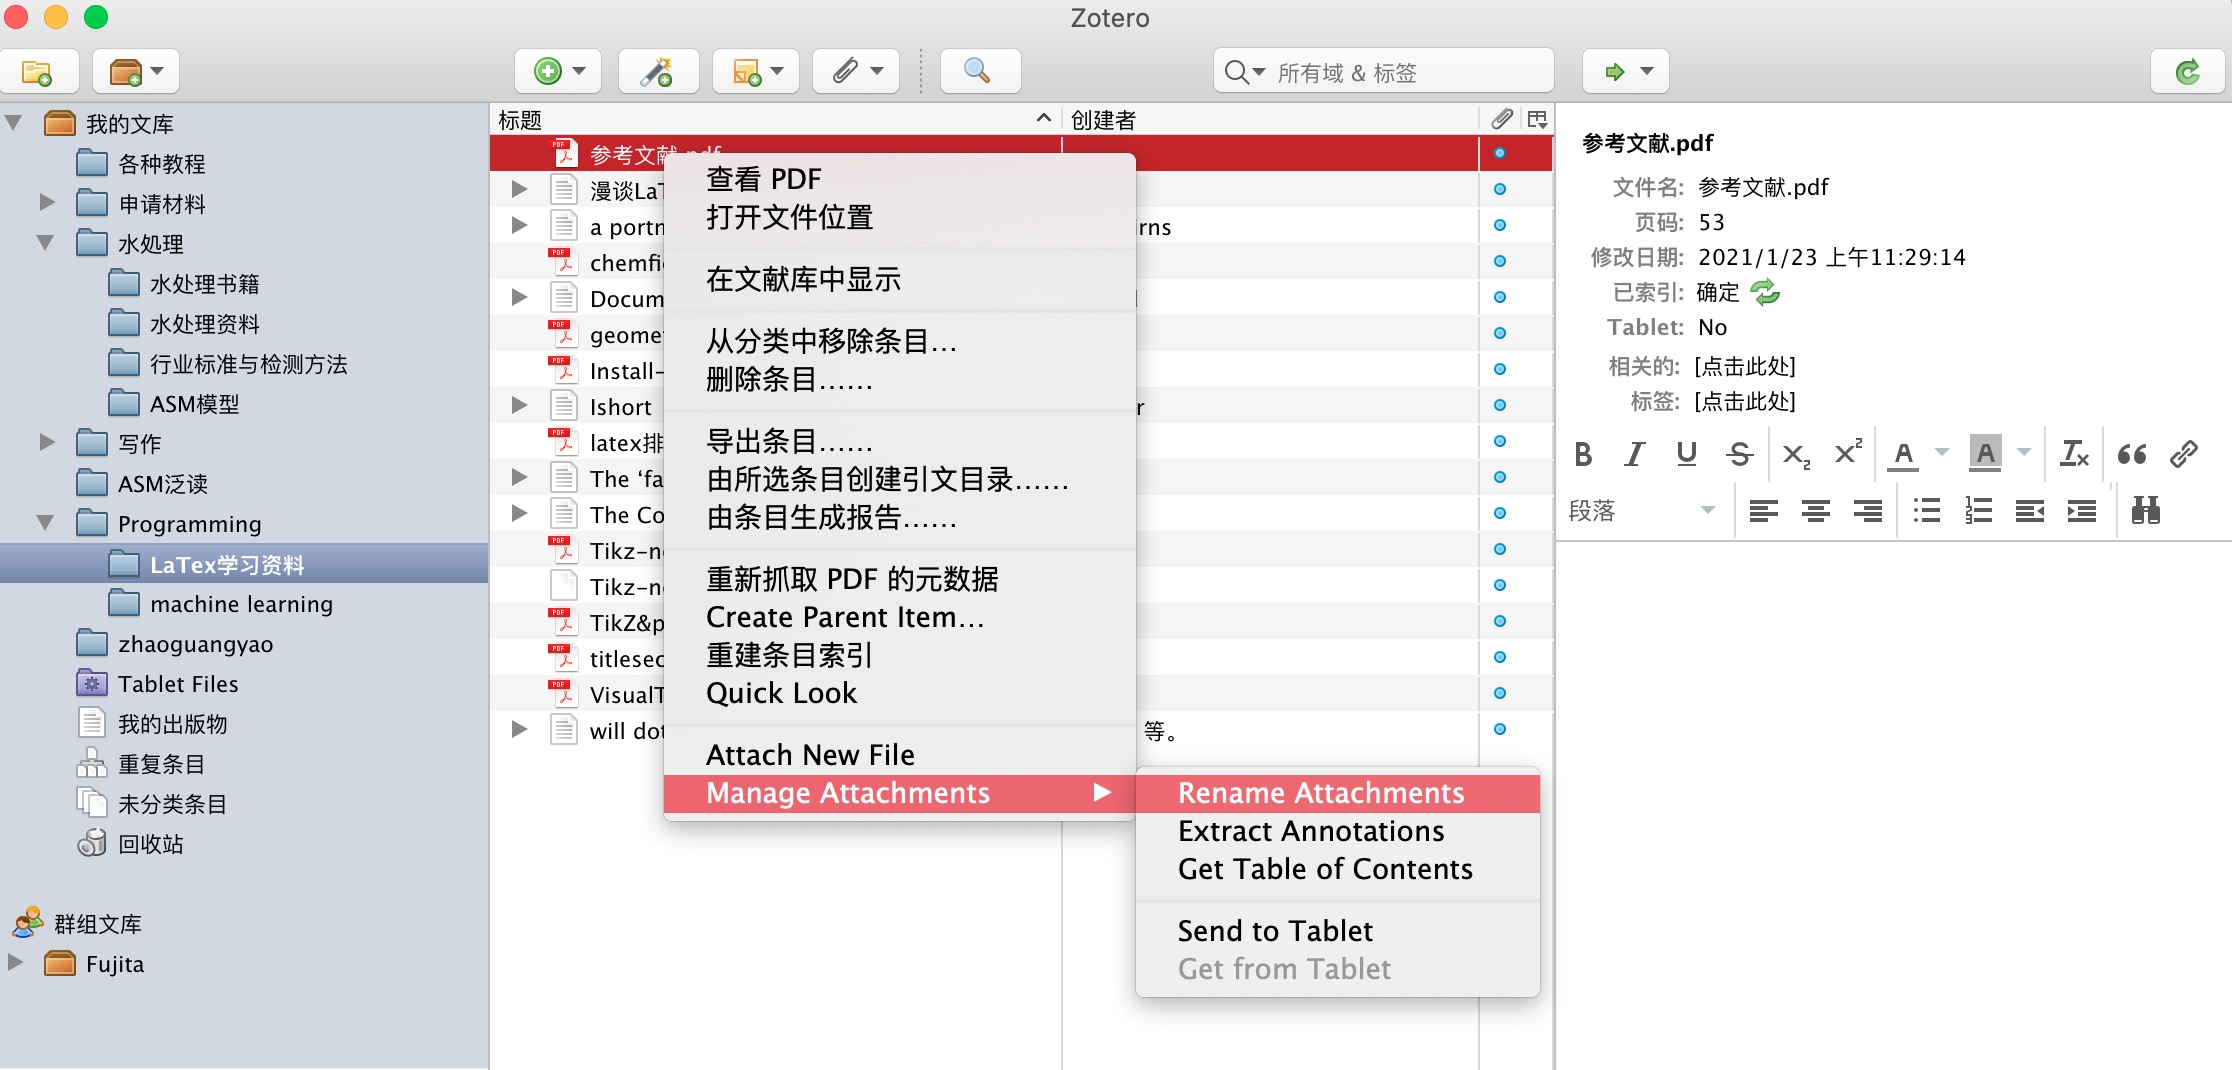 Zotero
所有域 & 标签
我的文库
各种教程
申请材料
水处理
水处理书籍
水处理资料
行业标准与检测方法
ASM模型
写作
ASM泛读
Programming
LaTex学习资料
machine learning
zhaoguangyao
Tablet Files
我的出版物
重复条目
未分类条目
回收站
群组文库
Fujita
标题 创建者
参考文献.pdf
漫谈LaT
a portm rns
chemfi
Docum
geome
Install-
lshort r
latex排
The ‘fa
The Co
Tikz-n
Tikz-n
TikZ&p
titlesec
VisualT
will dot 等。
查看 PDF
打开文件位置
在文献库中显示
从分类中移除条目...
删除条目......
导出条目......
由所选条目创建引文目录......
由条目生成报告......
重新抓取 PDF 的元数据
Create Parent Item...
重建条目索引
Quick Look
Attach New File
Manage Attachments
Rename Attachments
Extract Annotations
Get Table of Contents
Send to Tablet
Get from Tablet
参考文献.pdf
文件名: 参考文献.pdf
页码: 53
修改日期: 2021/1/23 上午11:29:14
已索引: 确定
Tablet: No
相关的: [点击此处]
标签: [点击此处]
段落